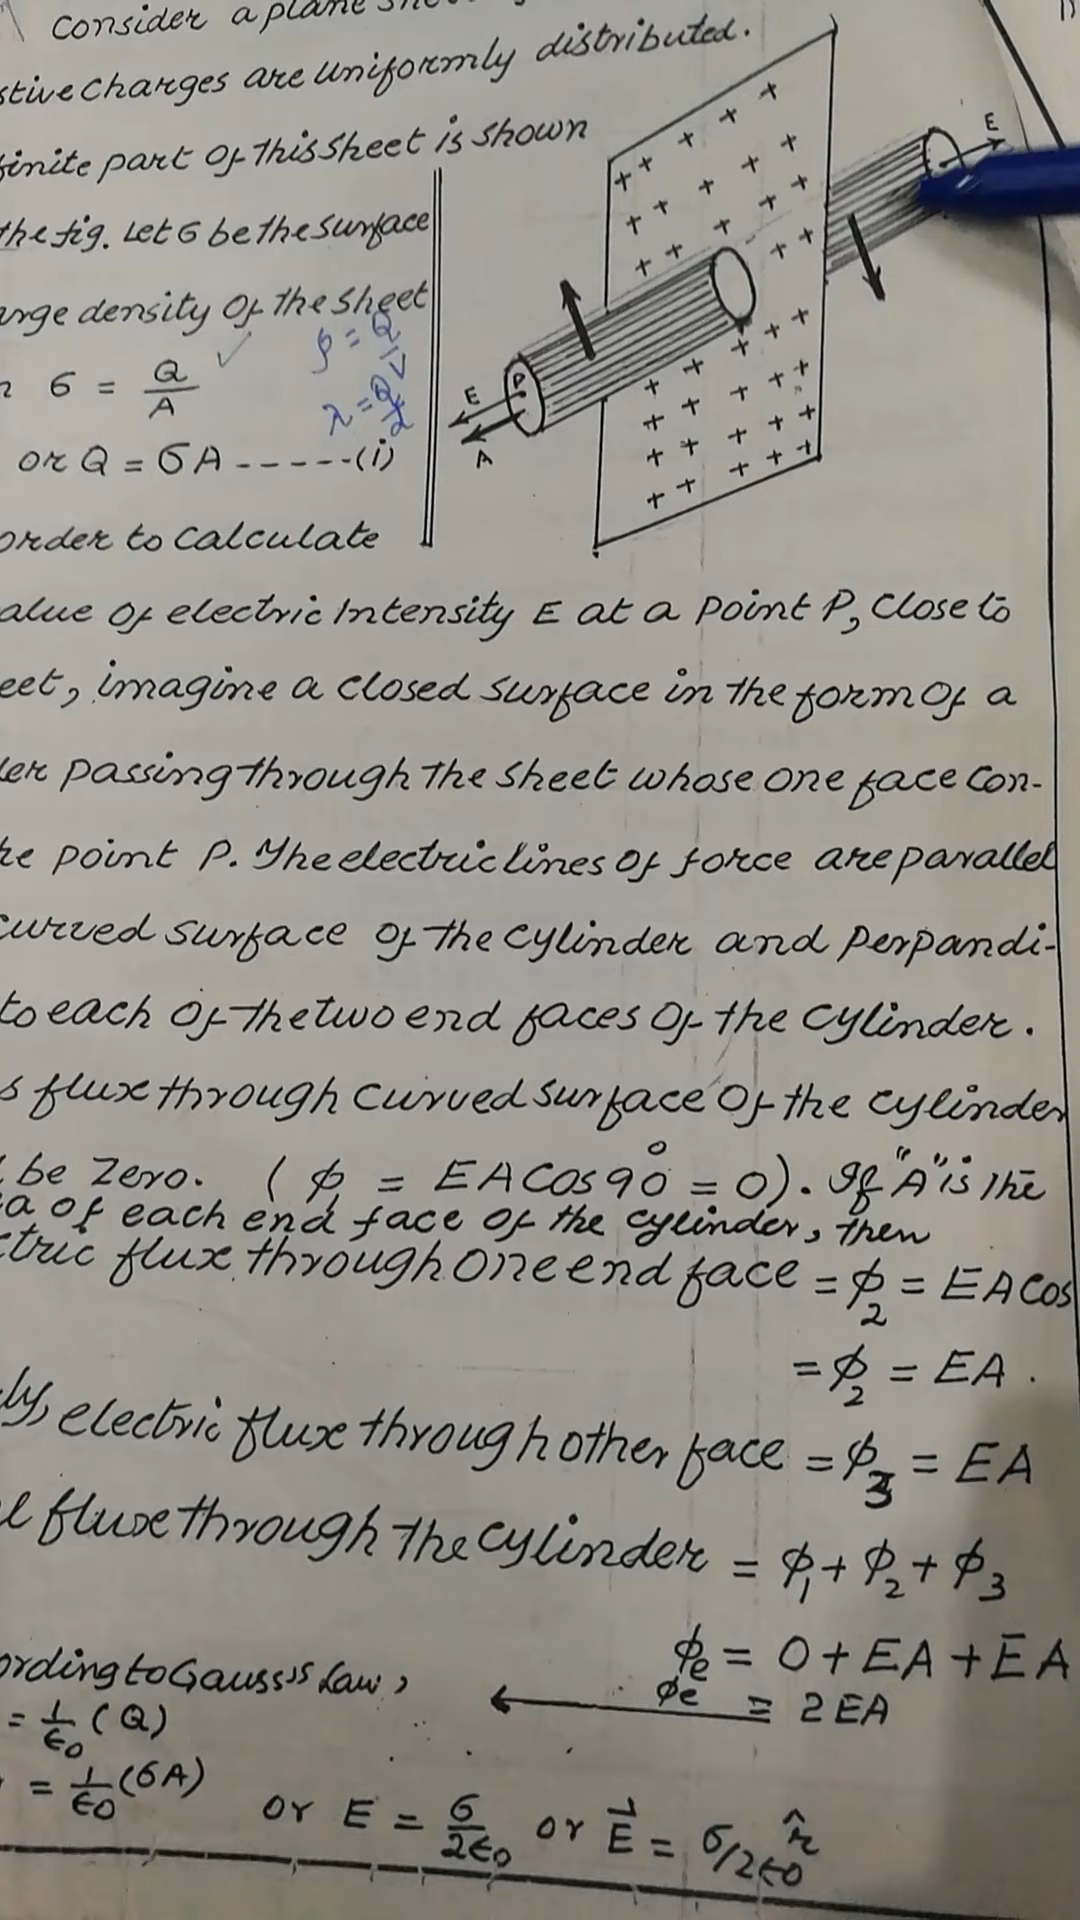 Consider a plane
stive charges are uniformly distributed.
finite part of this sheet is shown
the fig. Let σ be the surface
arge density of the sheet
ρ = Q/V
σ = Q/A
λ = Q/L
or Q = σA ------(i)
order to calculate
E
P
E
A
alue of electric Intensity E at a point P, close to
eet, imagine a closed surface in the form of a
der passing through the sheet whose one face con-
he point P. The electric lines of force are parallel
curved surface of the cylinder and perpandi-
to each of the two end faces of the cylinder.
s flux through curved surface of the cylinder
be zero. ( ϕ₁ = EA Cos 90° = 0). If "A" is the
a of each end face of the cylinder, then
ctric flux through one end face = ϕ₂ = EA cos
= ϕ₂ = EA .
ly, electric flux through other face = ϕ₃ = EA
l flux through the cylinder = ϕ₁ + ϕ₂ + ϕ₃
ϕe = 0 + EA + EA
ording to Gauss's Law,
ϕe = 2EA
= 1/ϵ0 (Q)
= 1/ϵ0 (σA) or E = σ/2ϵ0 or E⃗ = σ/2ϵ0 r̂